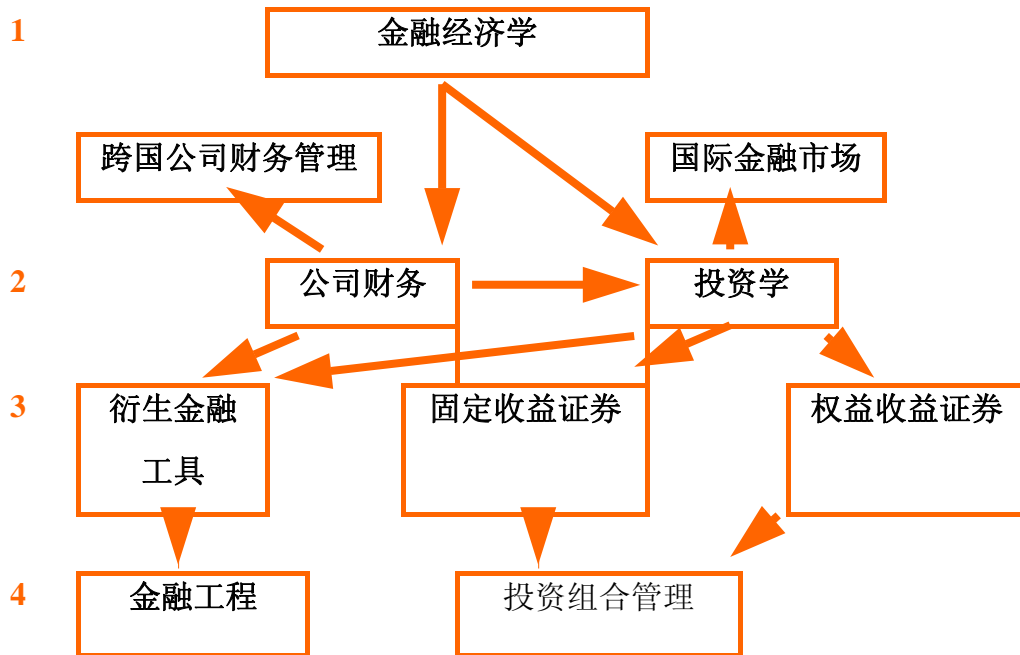 1
金融经济学
跨国公司财务管理
国际金融市场
2
公司财务
投资学
3
衍生金融
工具
固定收益证券
权益收益证券
4
金融工程
投资组合管理